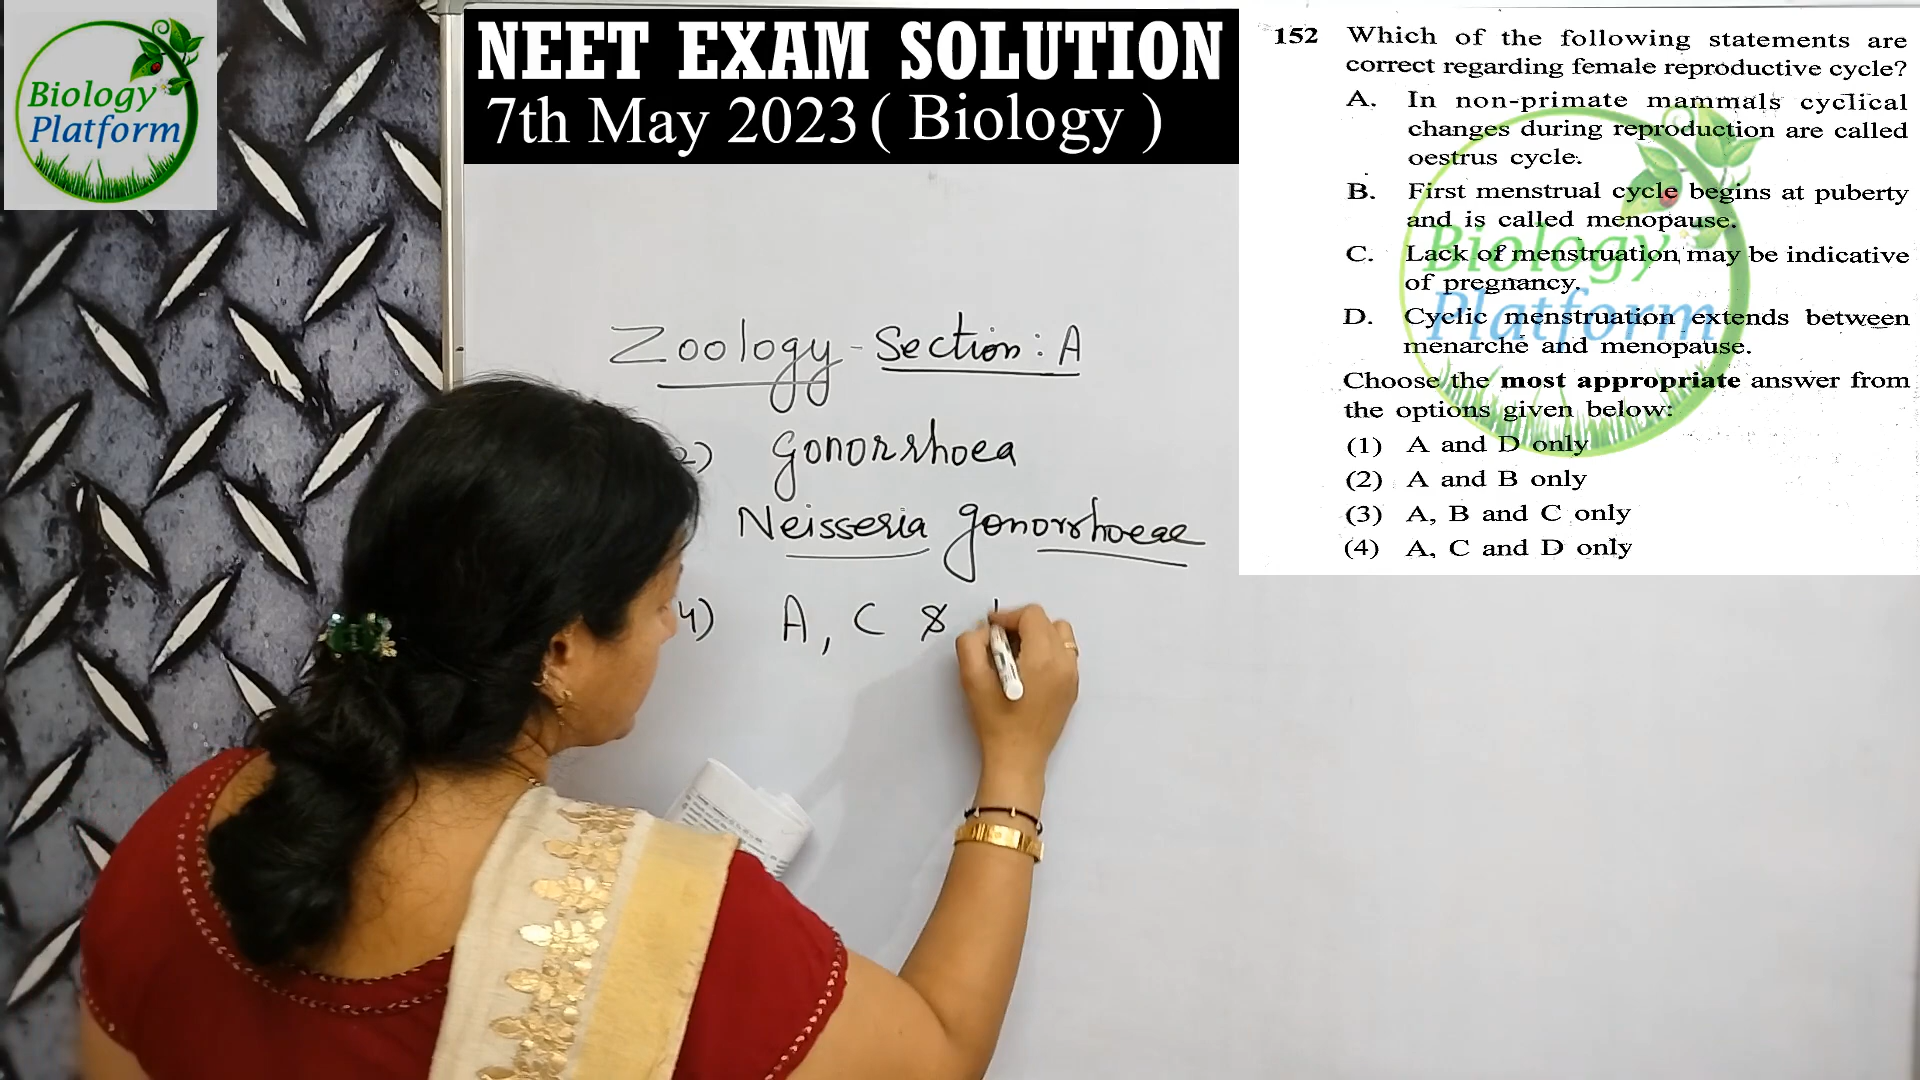 Biology
Platform
NEET EXAM SOLUTION
7th May 2023 ( Biology )
Zoology - Section : A
2) Gonorrhoea
Neisseria gonorrhoeae
4) A, C &
152 Which of the following statements are
correct regarding female reproductive cycle?
A. In non-primate mammals cyclical
changes during reproduction are called
oestrus cycle.
B. First menstrual cycle begins at puberty
and is called menopause.
C. Lack of menstruation may be indicative
of pregnancy.
D. Cyclic menstruation extends between
menarche and menopause.
Choose the most appropriate answer from
the options given below:
(1) A and D only
(2) A and B only
(3) A, B and C only
(4) A, C and D only
Biology
Platform